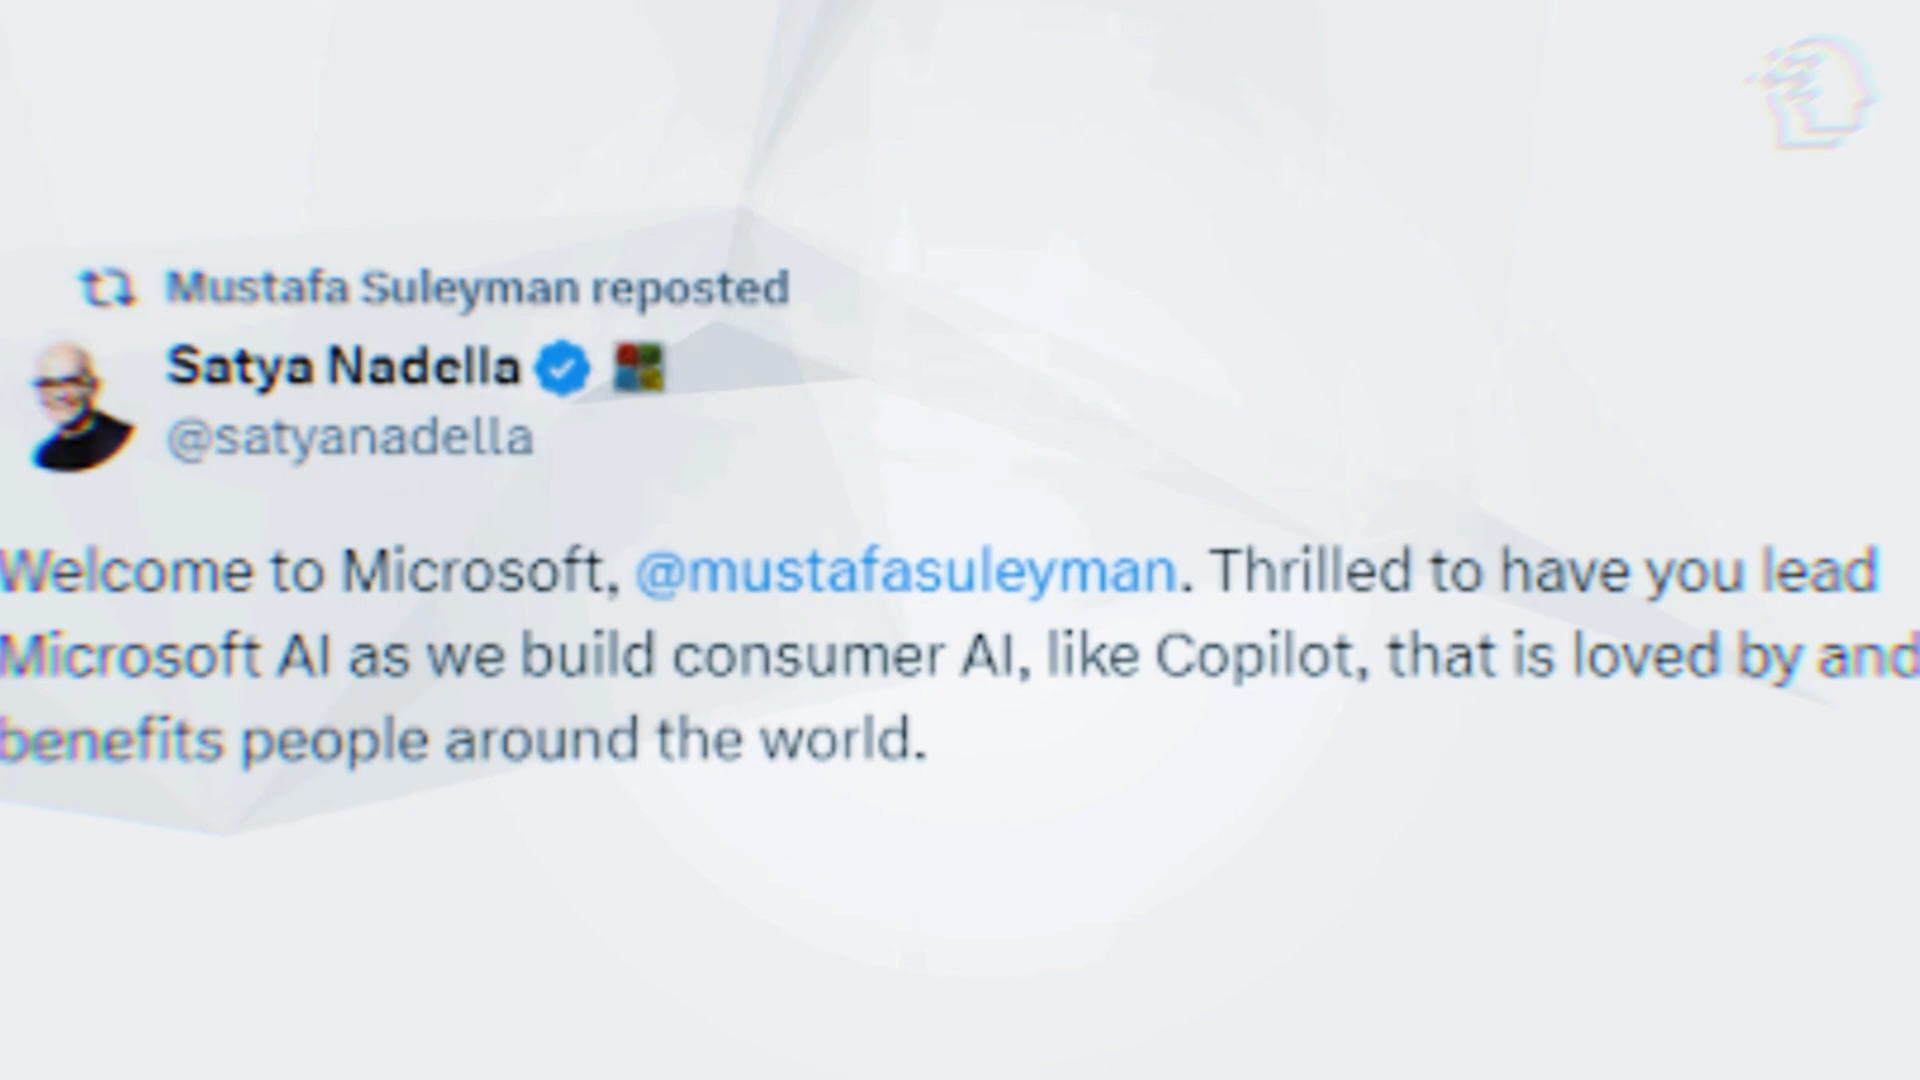 Mustafa Suleyman reposted
Satya Nadella
@satyanadella
Welcome to Microsoft, @mustafasuleyman. Thrilled to have you lead
Microsoft AI as we build consumer AI, like Copilot, that is loved by and
benefits people around the world.